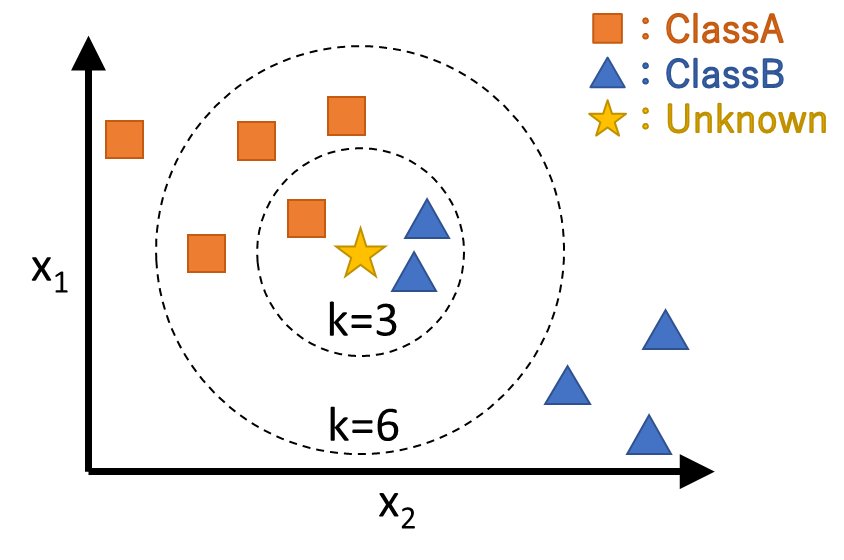 : ClassA
: ClassB
: Unknown
x1
k=3
k=6
x2